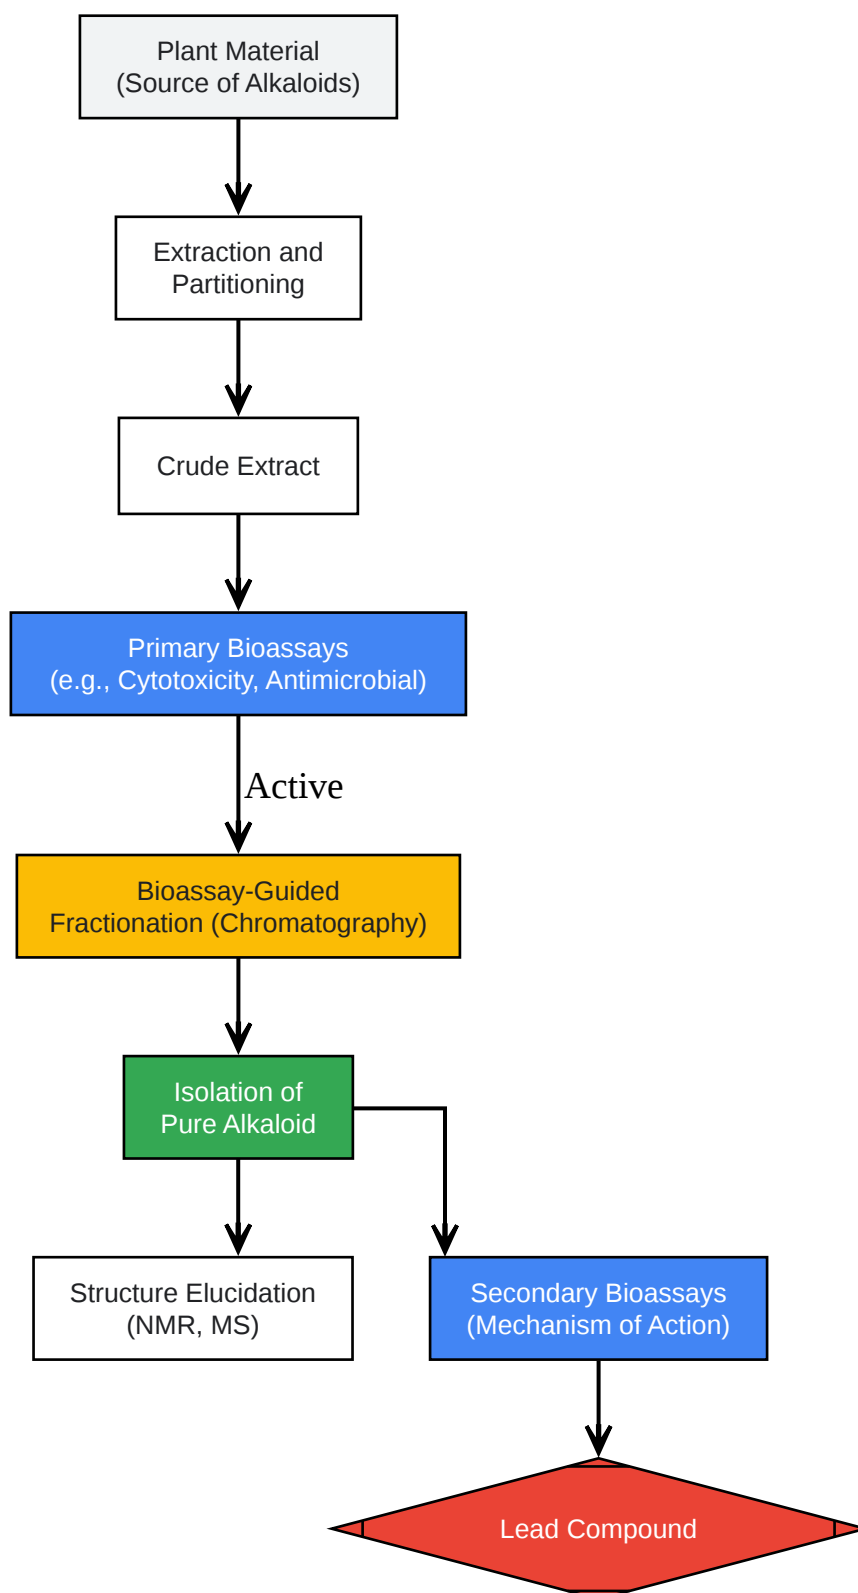 Plant Material
(Source of Alkaloids)
Extraction and
Partitioning
Crude Extract
Primary Bioassays
(e.g., Cytotoxicity, Antimicrobial)
Active
Bioassay-Guided
Fractionation (Chromatography)
Isolation of
Pure Alkaloid
Structure Elucidation
(NMR, MS)
Secondary Bioassays
(Mechanism of Action)
Lead Compound